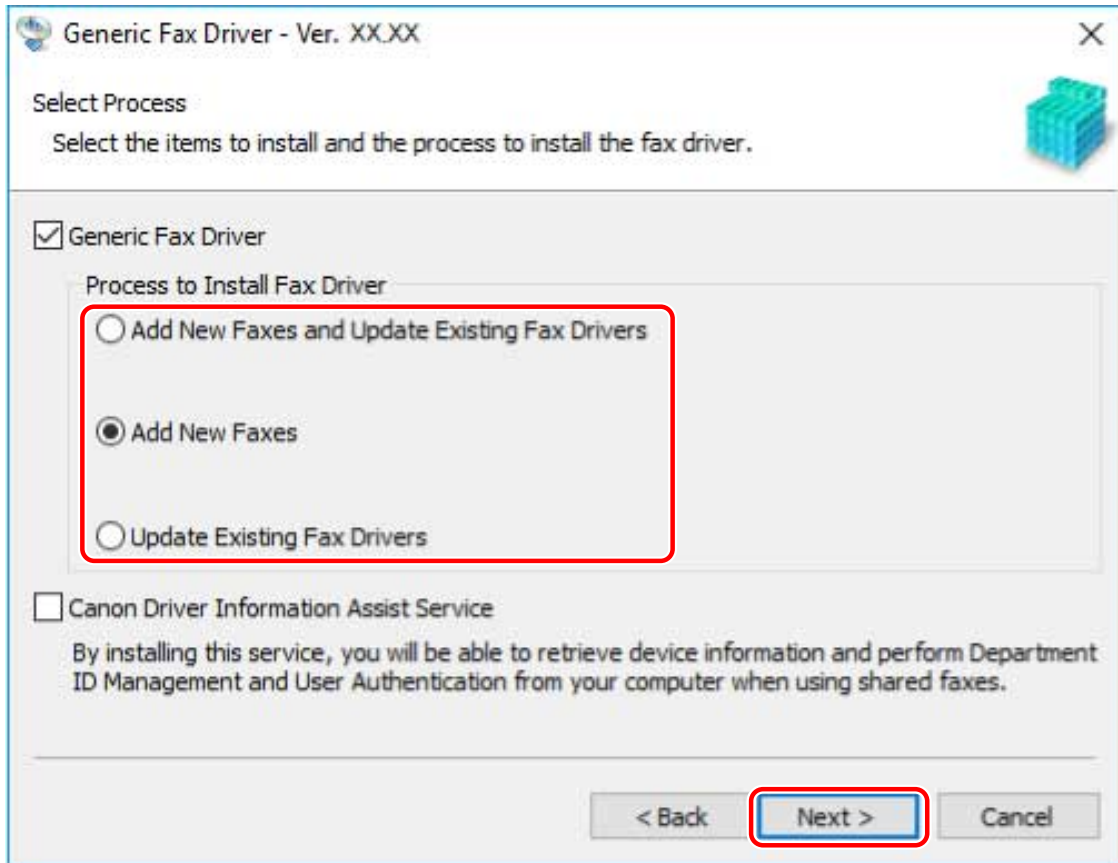 Generic Fax Driver - Ver. XX.XX
Select Process
Select the items to install and the process to install the fax driver.
Generic Fax Driver
Process to Install Fax Driver
Add New Faxes and Update Existing Fax Drivers
Add New Faxes
Update Existing Fax Drivers
Canon Driver Information Assist Service
By installing this service, you will be able to retrieve device information and perform Department
ID Management and User Authentication from your computer when using shared faxes.
< Back Next > Cancel